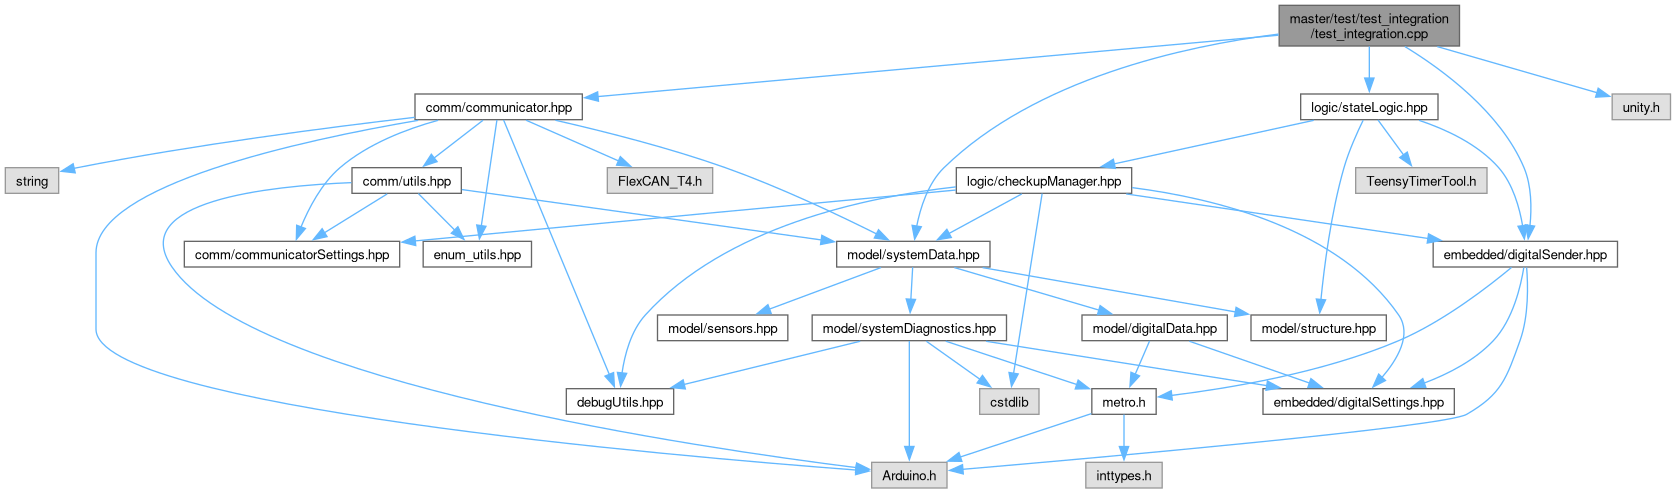 master/test/test_integration
/test_integration.cpp
comm/communicator.hpp
logic/stateLogic.hpp
unity.h
string
comm/utils.hpp
FlexCAN_T4.h
logic/checkupManager.hpp
TeensyTimerTool.h
comm/communicatorSettings.hpp
enum_utils.hpp
model/systemData.hpp
embedded/digitalSender.hpp
model/sensors.hpp
model/systemDiagnostics.hpp
model/digitalData.hpp
model/structure.hpp
debugUtils.hpp
cstdlib
metro.h
embedded/digitalSettings.hpp
Arduino.h
inttypes.h